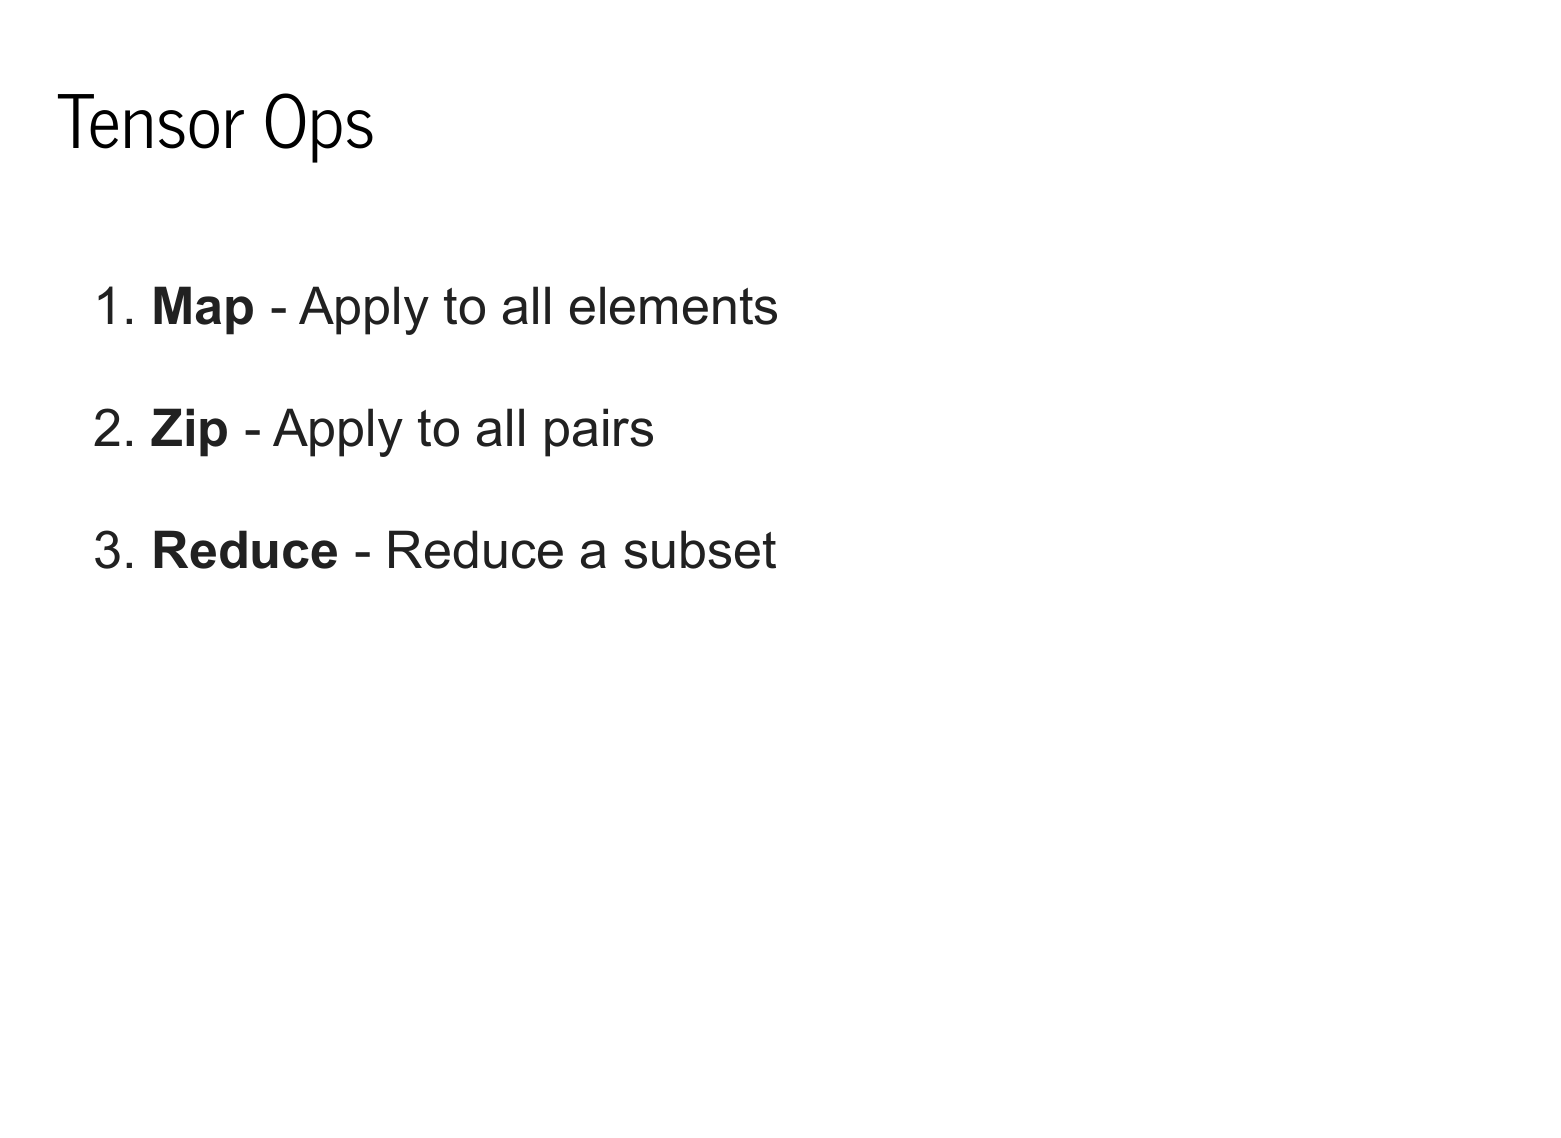 Tensor Ops
1. Map - Apply to all elements
2. Zip - Apply to all pairs
3. Reduce - Reduce a subset